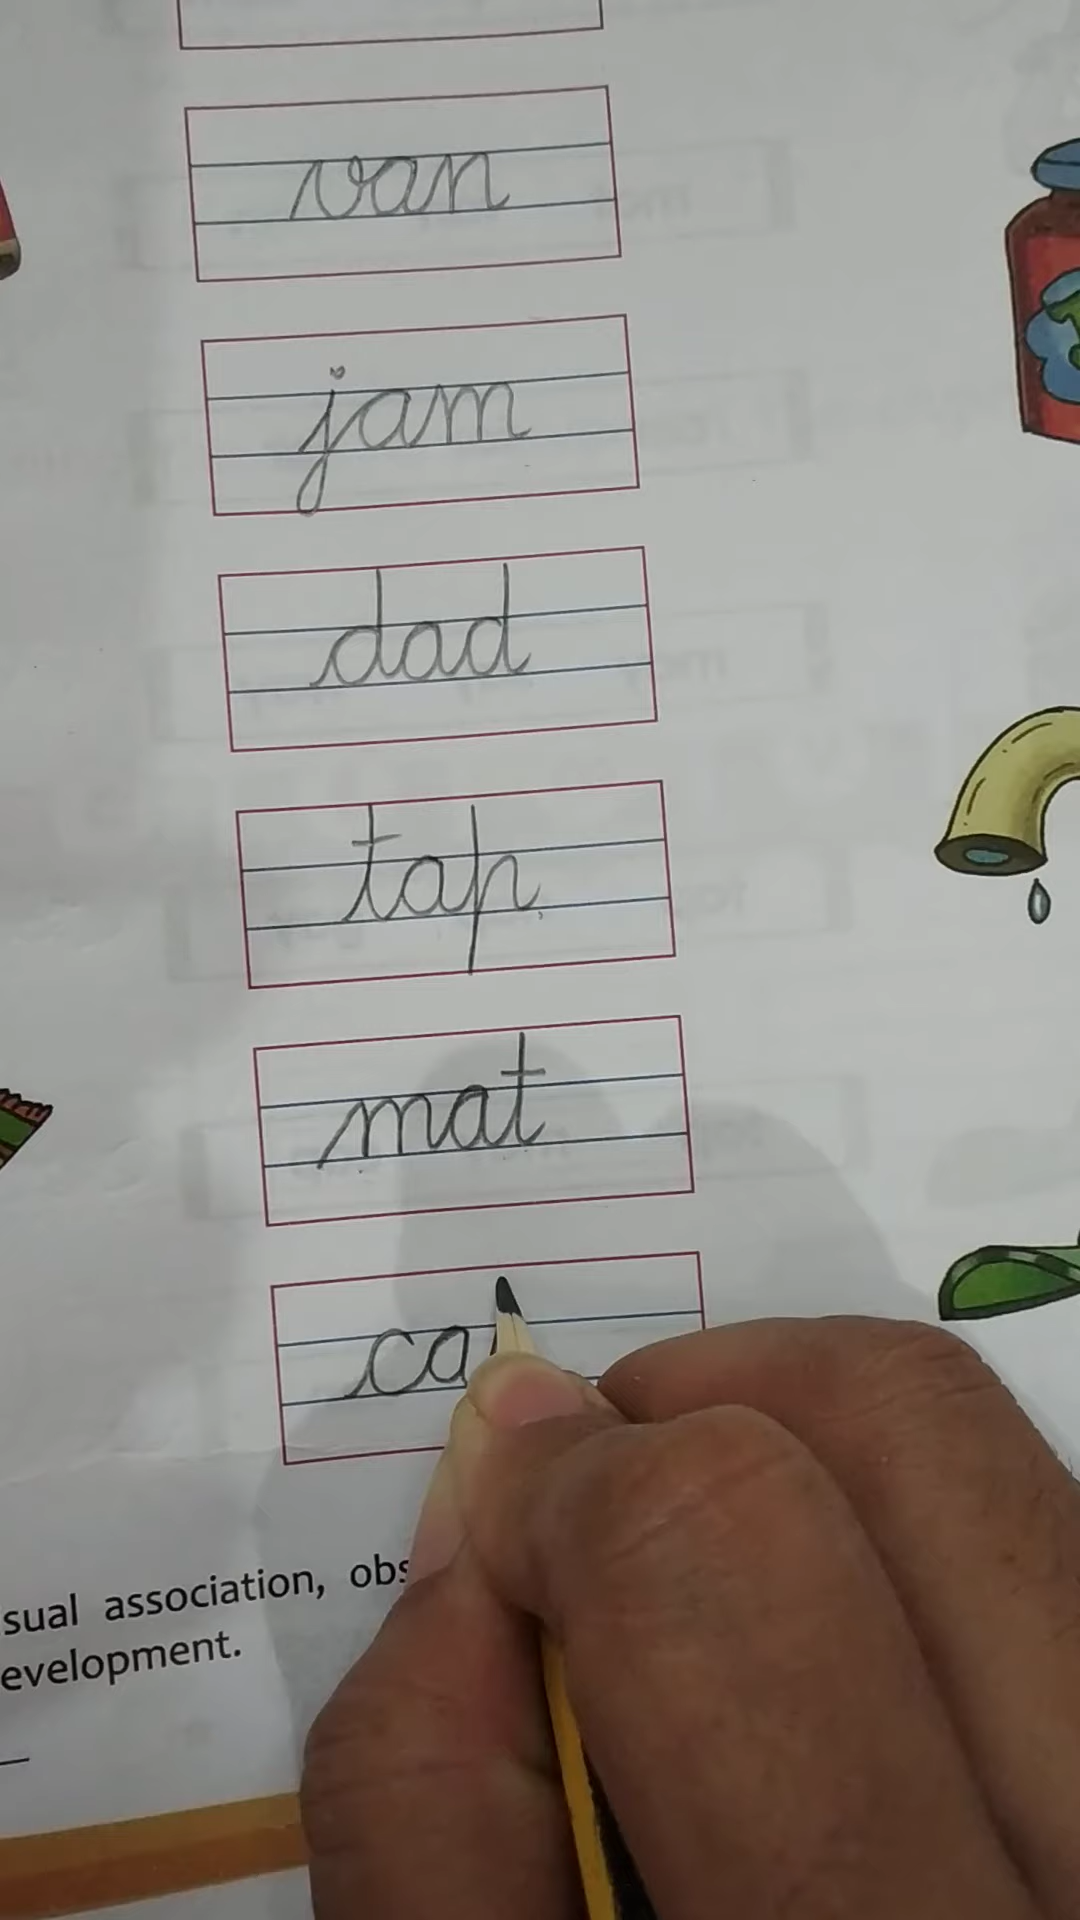 van
jam
dad
tap
mat
ca
sual association, obs
evelopment.